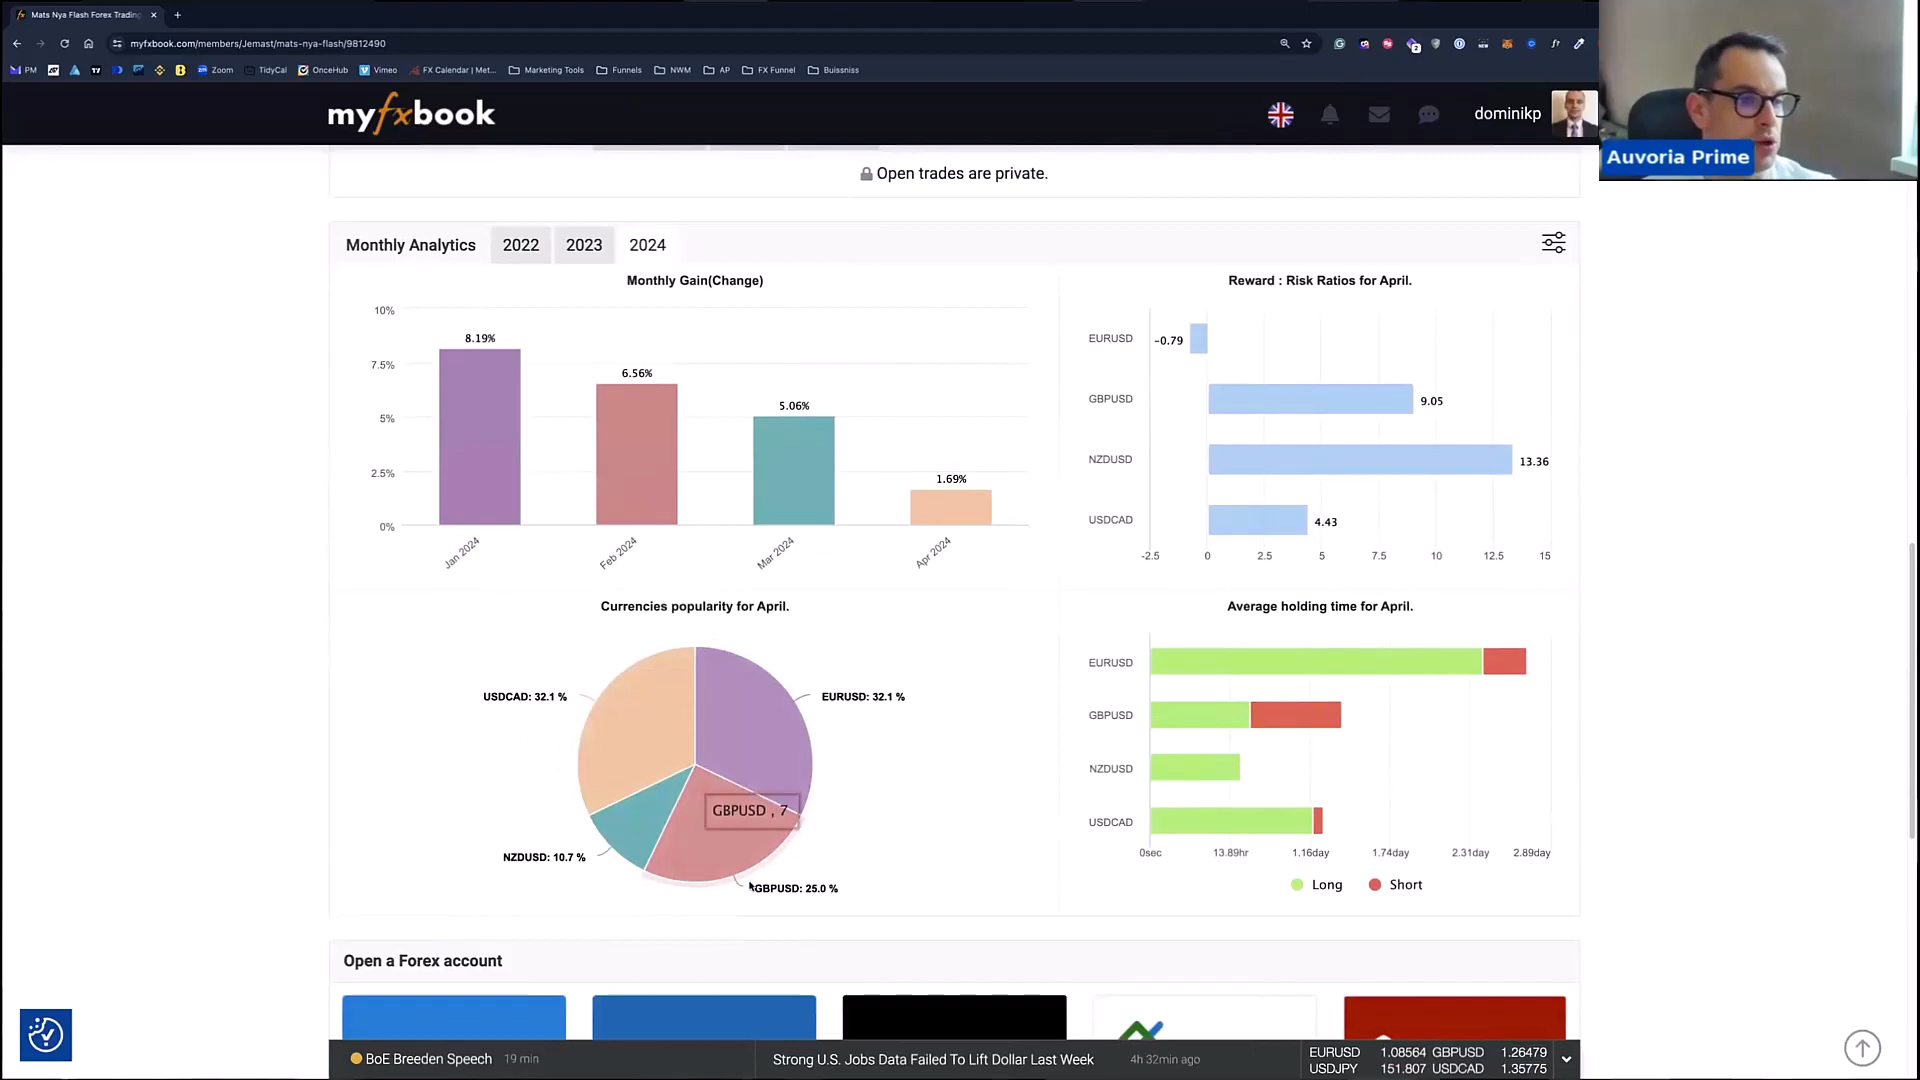 Mats Nya Flash Forex Trading
myfxbook.com/members/Jemast/mats-nya-flash/9812490
PM
Zoom
TidyCal
OnceHub
Vimeo
FX Calendar | Met...
Marketing Tools
Funnels
NWM
AP
FX Funnel
Buissniss
myfxbook
dominikp
Auvoria Prime
Open trades are private.
Monthly Analytics 2022 2023 2024
Monthly Gain(Change)
10%
7.5%
5%
2.5%
0%
8.19%
6.56%
5.06%
1.69%
Jan 2024
Feb 2024
Mar 2024
Apr 2024
Reward : Risk Ratios for April.
EURUSD -0.79
GBPUSD 9.05
NZDUSD 13.36
USDCAD 4.43
-2.5 0 2.5 5 7.5 10 12.5 15
Currencies popularity for April.
USDCAD: 32.1 %
EURUSD: 32.1 %
GBPUSD , 7
NZDUSD: 10.7 %
GBPUSD: 25.0 %
Average holding time for April.
EURUSD
GBPUSD
NZDUSD
USDCAD
0sec 13.89hr 1.16day 1.74day 2.31day 2.89day
Long Short
Open a Forex account
BoE Breeden Speech 19 min
Strong U.S. Jobs Data Failed To Lift Dollar Last Week 4h 32min ago
EURUSD 1.08564 GBPUSD 1.26479
USDJPY 151.807 USDCAD 1.35775